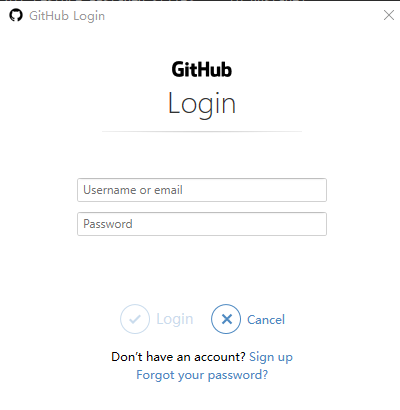 GitHub Login
GitHub
Login
Username or email
Password
Login Cancel
Don't have an account? Sign up
Forgot your password?